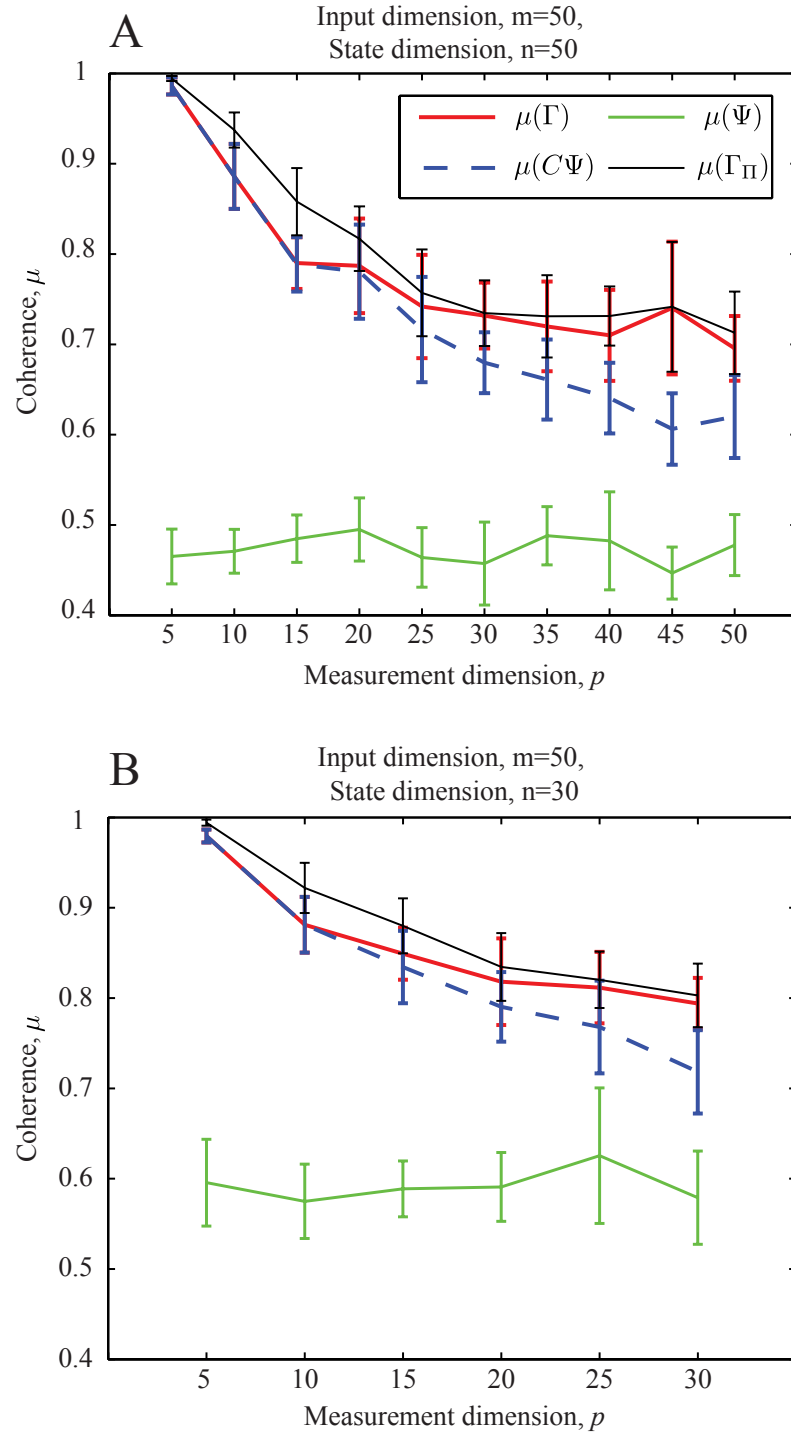 A
Input dimension, m=50,
State dimension, n=50
1
0.9
0.8
0.7
0.6
0.5
0.4
Coherence, μ
μ(Γ)
μ(Ψ)
μ(CΨ)
μ(Γ_Π)
5 10 15 20 25 30 35 40 45 50
Measurement dimension, p
B
Input dimension, m=50,
State dimension, n=30
1
0.9
0.8
0.7
0.6
0.5
0.4
Coherence, μ
5 10 15 20 25 30
Measurement dimension, p